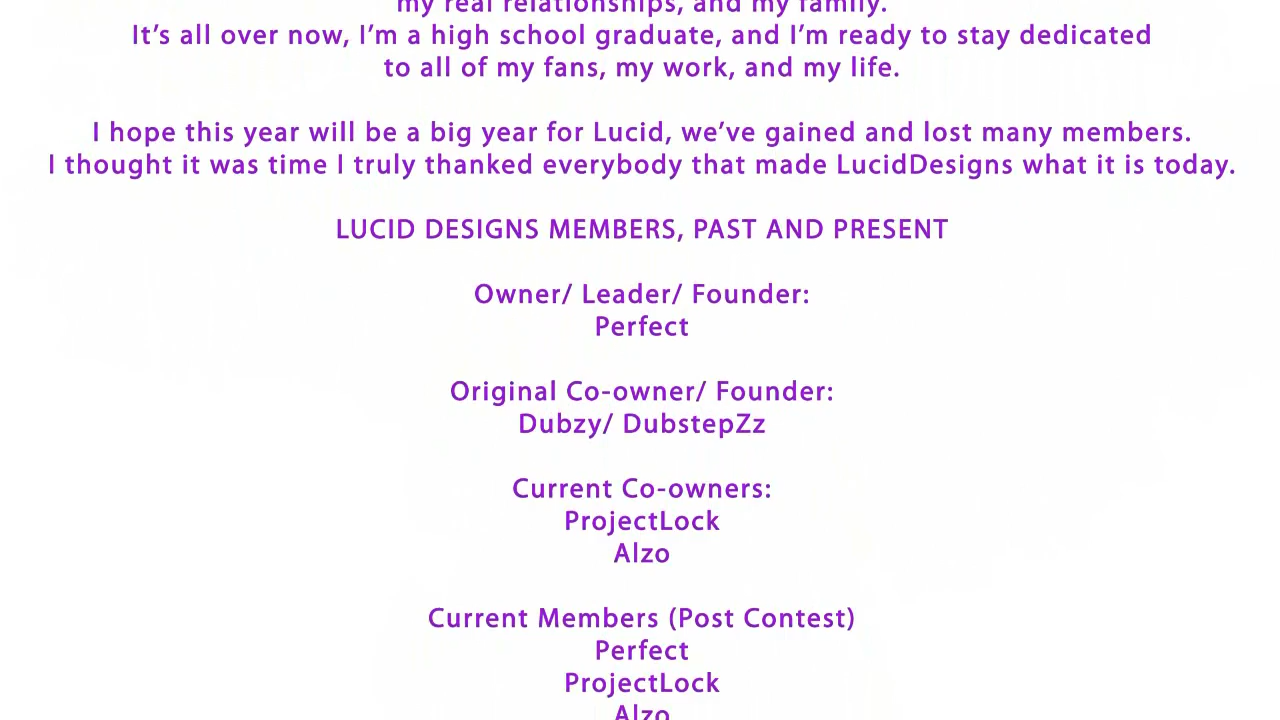 my real relationships, and my family.
It's all over now, I'm a high school graduate, and I'm ready to stay dedicated
to all of my fans, my work, and my life.
I hope this year will be a big year for Lucid, we've gained and lost many members.
I thought it was time I truly thanked everybody that made LucidDesigns what it is today.
LUCID DESIGNS MEMBERS, PAST AND PRESENT
Owner/ Leader/ Founder:
Perfect
Original Co-owner/ Founder:
Dubzy/ DubstepZz
Current Co-owners:
ProjectLock
Alzo
Current Members (Post Contest)
Perfect
ProjectLock
Alzo